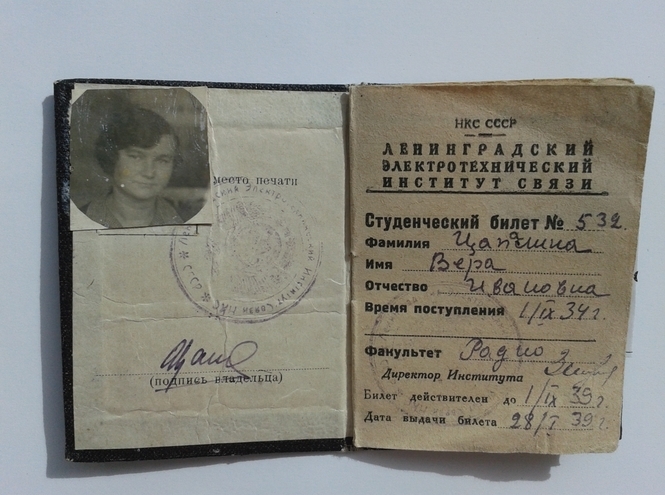 место печати
(подпись владельца)
НКС СССР
ЛЕНИНГРАДСКИЙ
ЭЛЕКТРОТЕХНИЧЕСКИЙ
ИНСТИТУТ СВЯЗИ
Студенческий билет № 532.
Фамилия
Имя Вера
Отчество Ивановна
Время поступления 1/IX 34 г.
Факультет Радио
Директор Института
Билет действителен до 1/IX 39 г.
Дата выдачи билета 28/I 39 г.